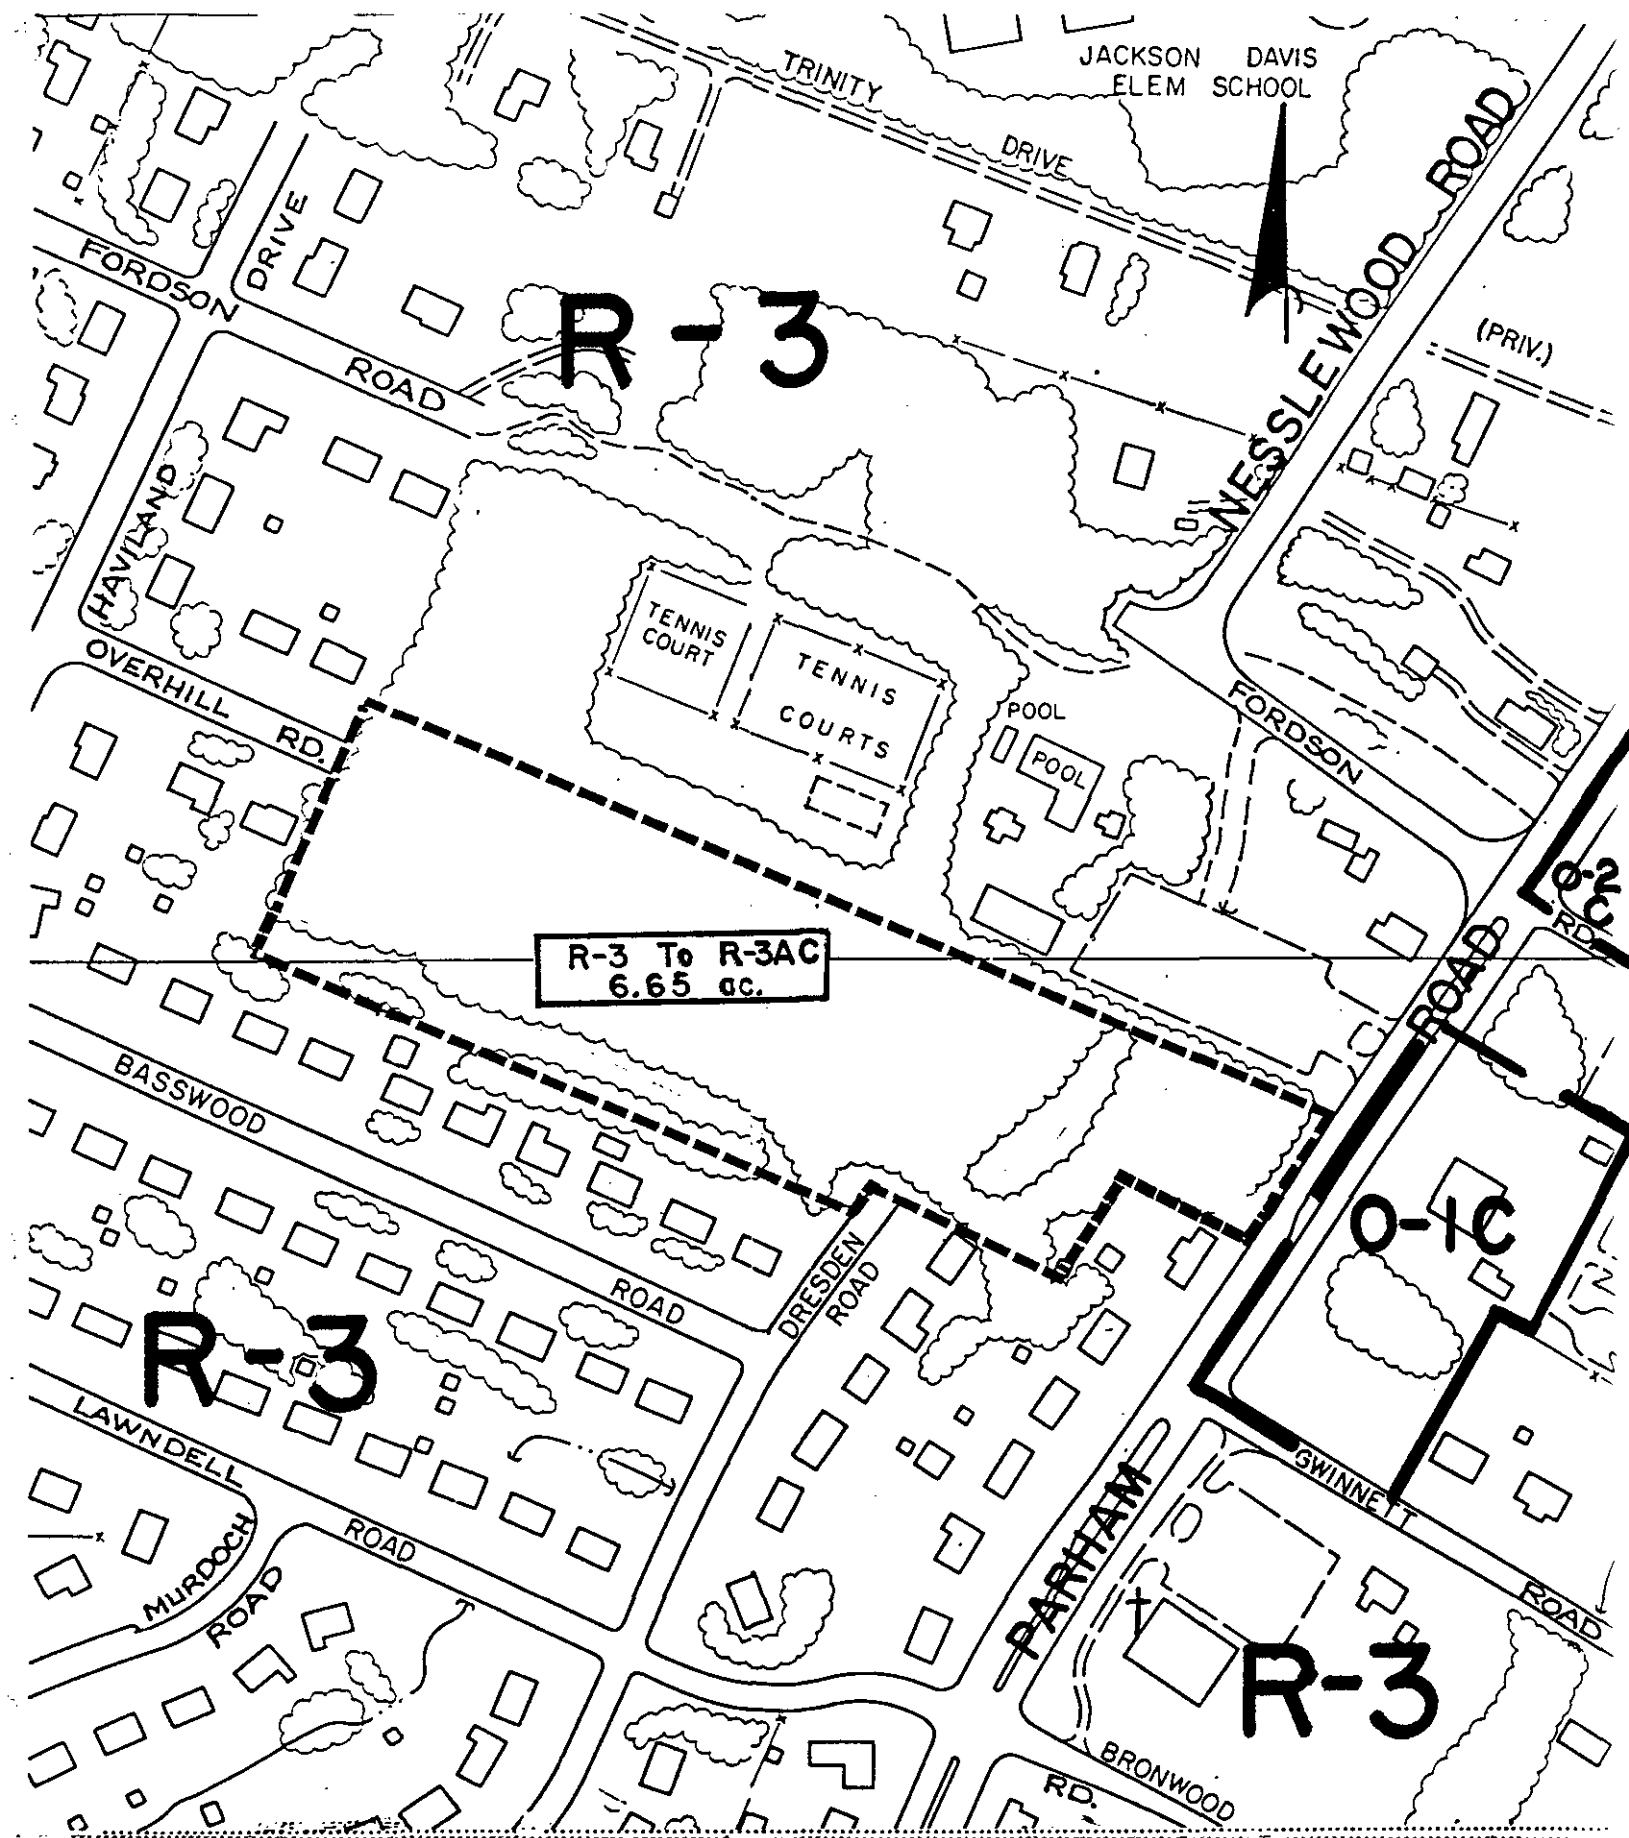 JACKSON DAVIS
ELEM SCHOOL
TRINITY
DRIVE
NESSLEWOOD ROAD
DRIVE
FORDSON
ROAD
R-3
(PRIV.)
HAVILAND
TENNIS
COURT
TENNIS
COURTS
OVERHILL
RD.
POOL
POOL
FORDSON
RD.
O-2
C
R-3 To R-3AC
6.65 ac.
ROAD
BASSWOOD
ROAD
O-1C
DRESDEN
ROAD
R-3
LAWNDELL
ROAD
GWINNETT
ROAD
MURDOCH
ROAD
PARHAM
R-3
BRONWOOD
RD.